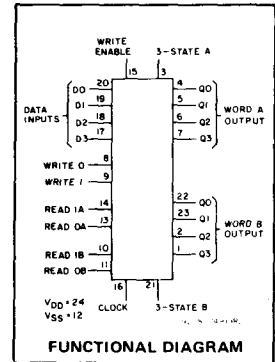 WRITE
ENABLE
3-STATE A
15
3
DATA
INPUTS
D0 20
D1 19
D2 18
D3 17
4 Q0
5 Q1
6 Q2
7 Q3
WORD A
OUTPUT
WRITE 0 8
WRITE 1 9
READ 1A 14
READ 0A 13
READ 1B 10
READ 0B 11
22 Q0
23 Q1
2 Q2
1 Q3
WORD B
OUTPUT
16
21
VDD = 24
VSS = 12
CLOCK
3-STATE B
FUNCTIONAL DIAGRAM